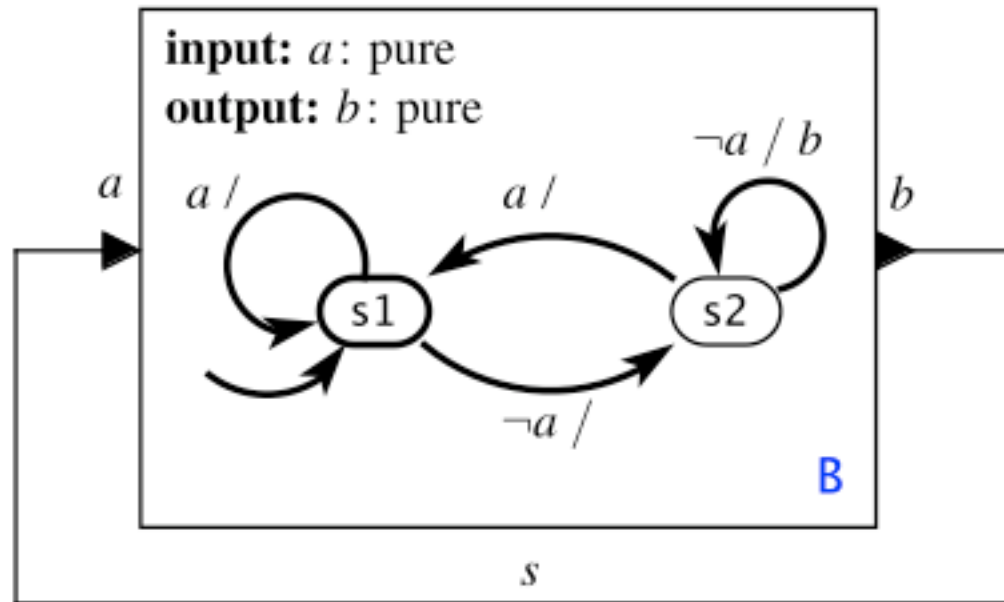 input: a: pure
output: b: pure
¬a / b
a
a /
a /
b
s1
s2
¬a /
B
s